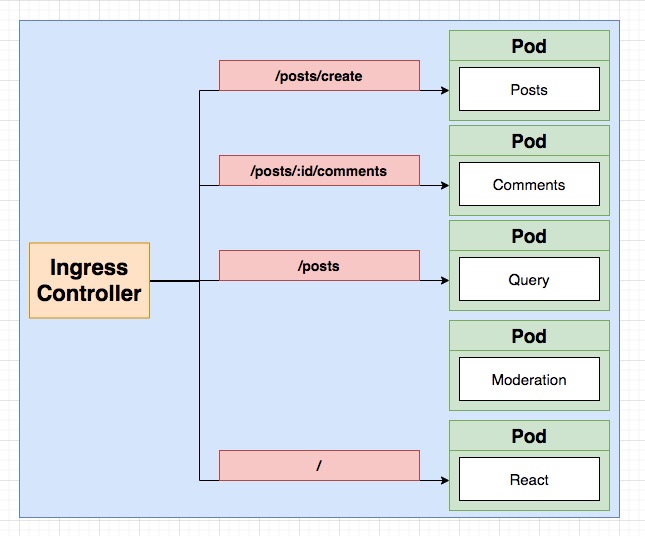 Pod
/posts/create
Posts
Pod
/posts/:id/comments
Comments
Pod
/posts
Query
Ingress
Controller
Pod
Moderation
Pod
/
React